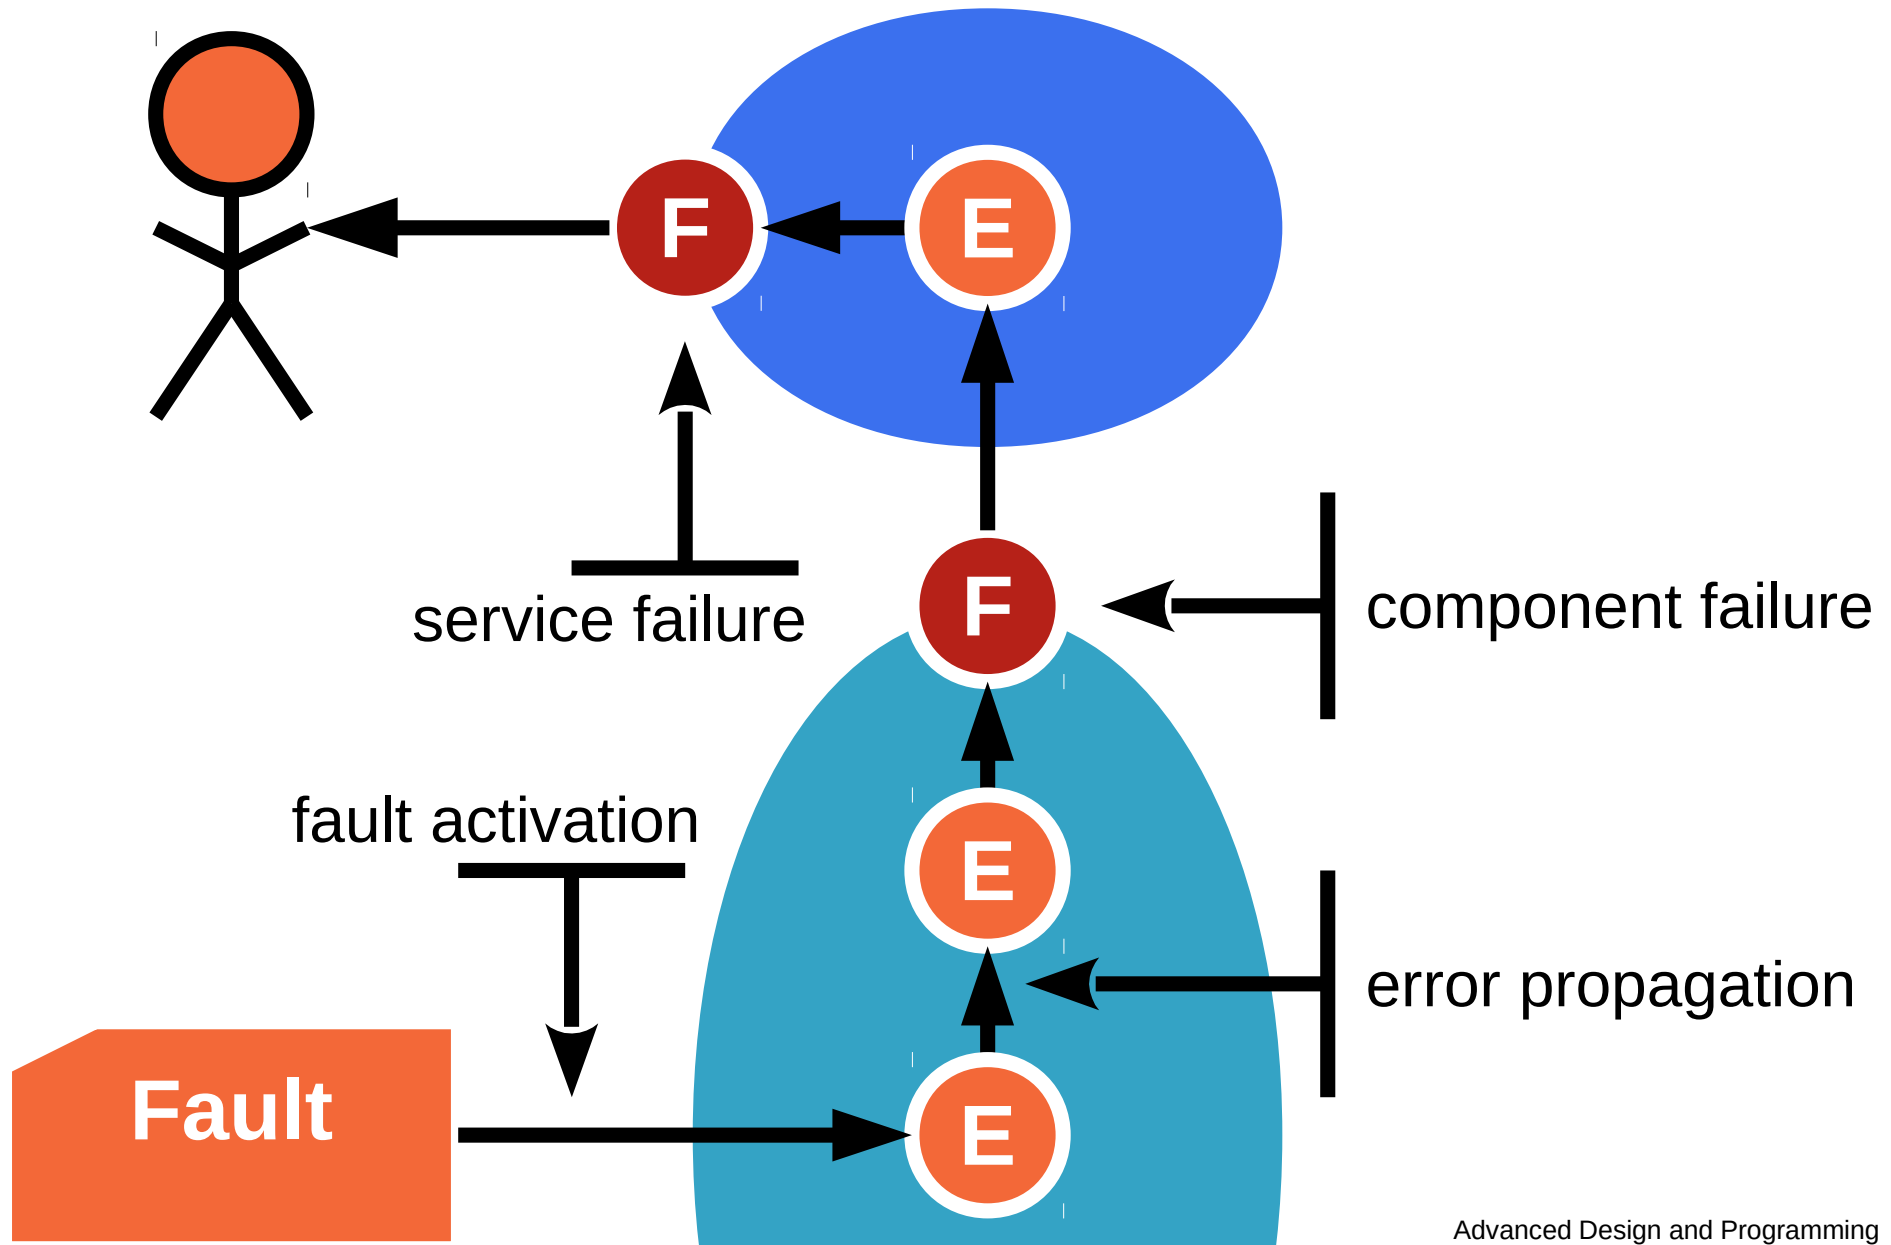 F
E
service failure
F
component failure
fault activation
E
error propagation
Fault
E
Advanced Design and Programming